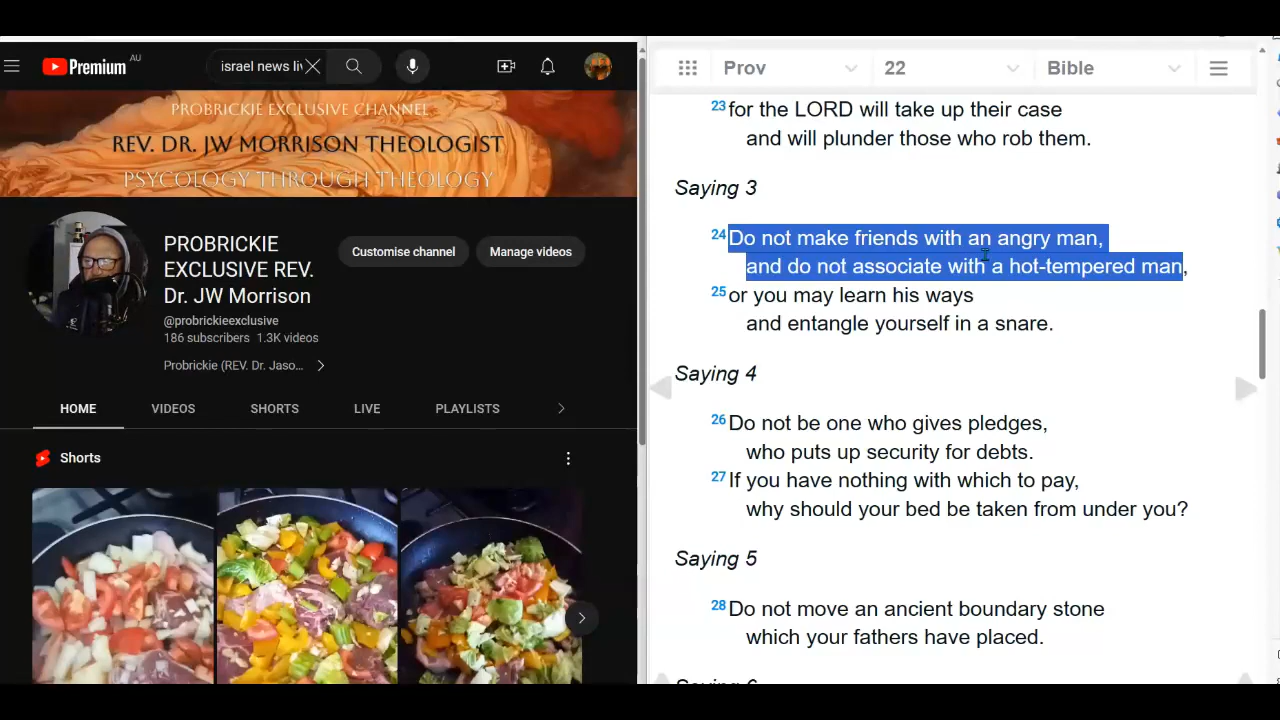 Premium AU
israel news liv
PROBRICKIE EXCLUSIVE CHANNEL
REV. DR. JW MORRISON THEOLOGIST
PSYCOLOGY THROUGH THEOLOGY
PROBRICKIE
EXCLUSIVE REV.
Dr. JW Morrison
@probrickieexclusive
186 subscribers 1.3K videos
Probrickie (REV. Dr. Jaso...
Customise channel
Manage videos
HOME VIDEOS SHORTS LIVE PLAYLISTS
Shorts
Prov 22 Bible
23 for the LORD will take up their case
and will plunder those who rob them.
Saying 3
24 Do not make friends with an angry man,
and do not associate with a hot-tempered man,
25 or you may learn his ways
and entangle yourself in a snare.
Saying 4
26 Do not be one who gives pledges,
who puts up security for debts.
27 If you have nothing with which to pay,
why should your bed be taken from under you?
Saying 5
28 Do not move an ancient boundary stone
which your fathers have placed.
Saying 6